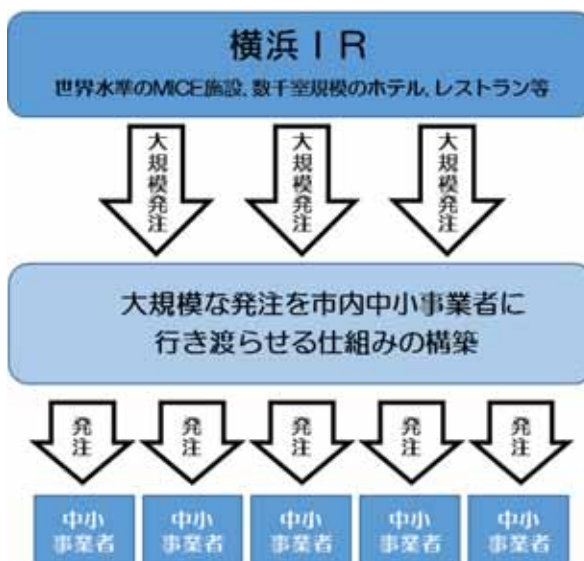 横浜IR
世界水準のMICE施設、数千室規模のホテル、レストラン等
大規模発注
大規模発注
大規模発注
大規模な発注を市内中小事業者に
行き渡らせる仕組みの構築
発注
発注
発注
発注
発注
中小
事業者
中小
事業者
中小
事業者
中小
事業者
中小
事業者